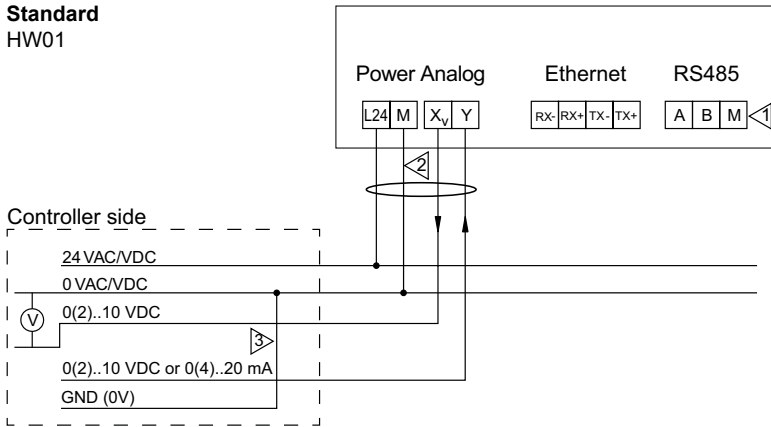 Standard
HW01
Power Analog Ethernet RS485
L24 M Xv Y RX- RX+ TX- TX+ A B M 1
2
Controller side
24 VAC/VDC
0 VAC/VDC
0(2)..10 VDC
V
3
0(2)..10 VDC or 0(4)..20 mA
GND (0V)